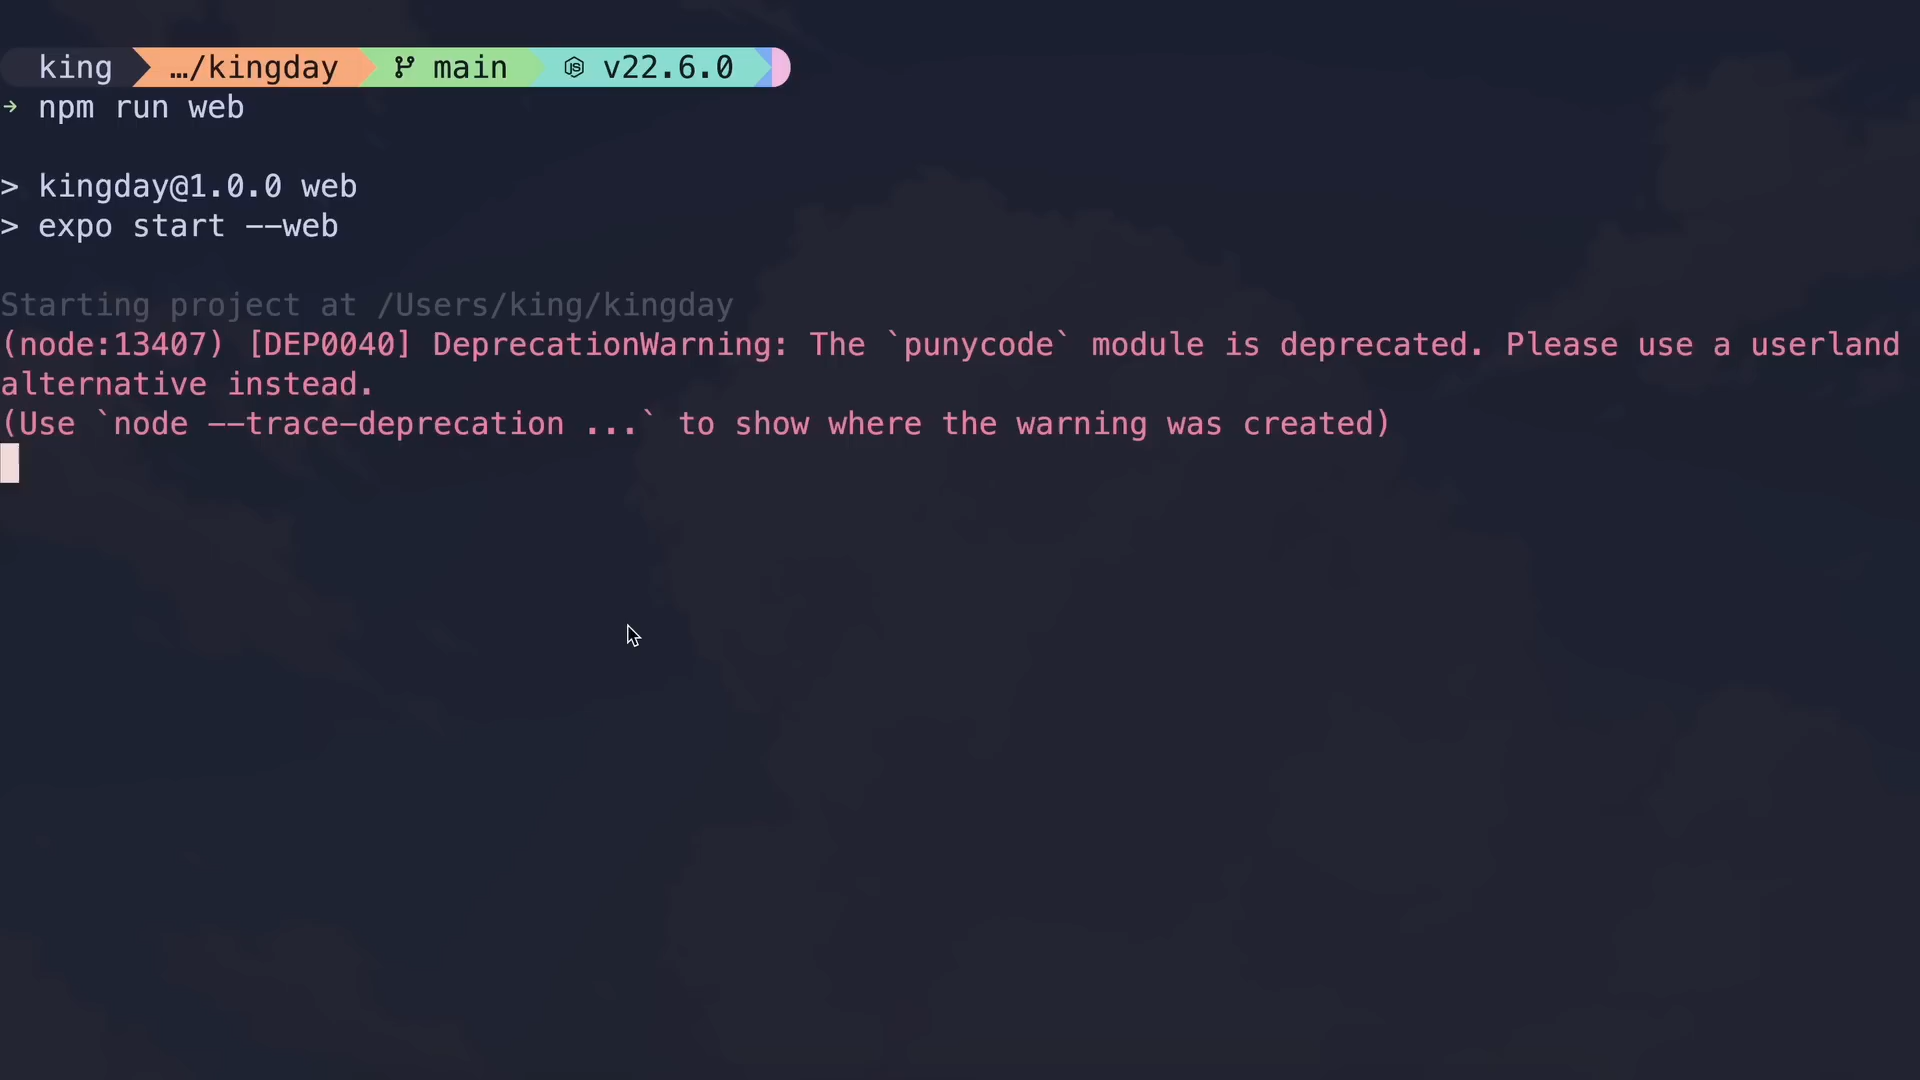 king …/kingday main v22.6.0
→ npm run web
> kingday@1.0.0 web
> expo start --web
Starting project at /Users/king/kingday
(node:13407) [DEP0040] DeprecationWarning: The `punycode` module is deprecated. Please use a userland
alternative instead.
(Use `node --trace-deprecation ...` to show where the warning was created)